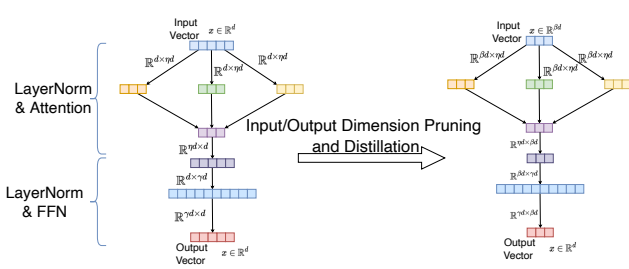 Input
Vector
x ∈ ℝ^d
ℝ^{d×ηd}
ℝ^{d×ηd}
ℝ^{d×ηd}
LayerNorm
& Attention
ℝ^{ηd×d}
LayerNorm
& FFN
ℝ^{d×γd}
ℝ^{γd×d}
Output
Vector
x ∈ ℝ^d
Input/Output Dimension Pruning
and Distillation
Input
Vector
x ∈ ℝ^{βd}
ℝ^{βd×ηd}
ℝ^{βd×ηd}
ℝ^{βd×ηd}
ℝ^{ηd×βd}
ℝ^{βd×γd}
ℝ^{γd×βd}
Output
Vector
x ∈ ℝ^d